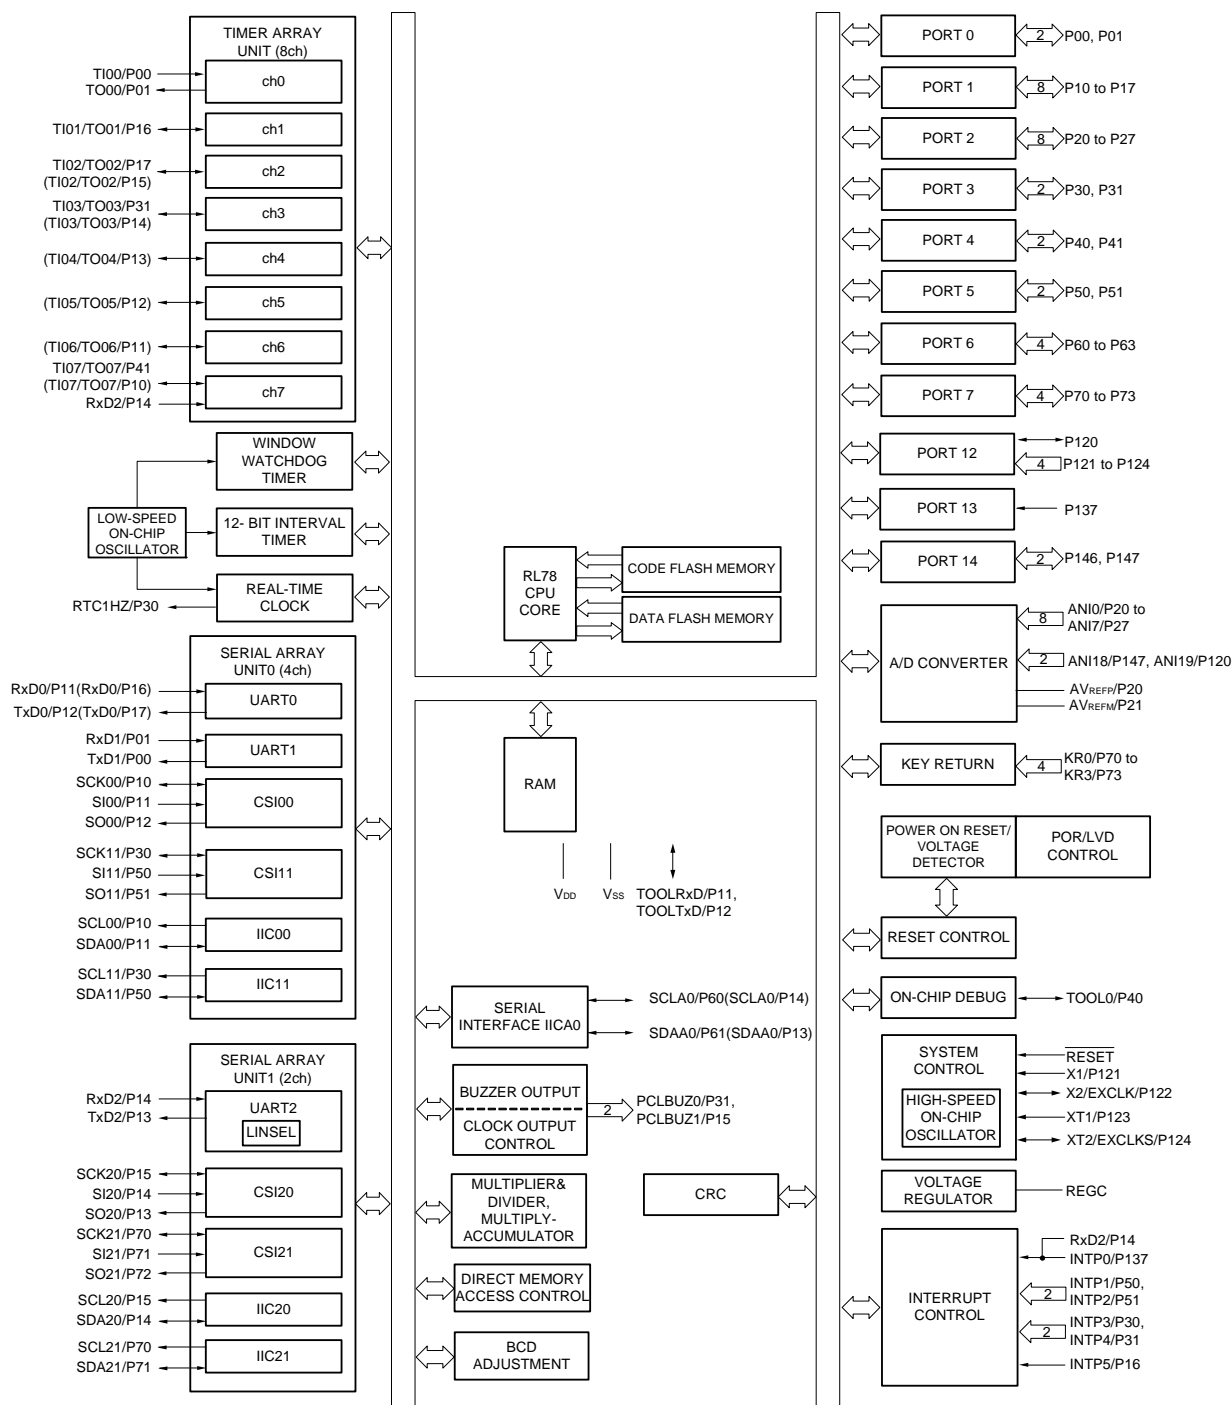 TIMER ARRAY
UNIT (8ch)
TI00/P00
TO00/P01
ch0
TI01/TO01/P16
ch1
TI02/TO02/P17
(TI02/TO02/P15)
ch2
TI03/TO03/P31
(TI03/TO03/P14)
ch3
(TI04/TO04/P13)
ch4
(TI05/TO05/P12)
ch5
(TI06/TO06/P11)
ch6
TI07/TO07/P41
(TI07/TO07/P10)
RxD2/P14
ch7
WINDOW
WATCHDOG
TIMER
LOW-SPEED
ON-CHIP
OSCILLATOR
12- BIT INTERVAL
TIMER
REAL-TIME
CLOCK
RTC1HZ/P30
SERIAL ARRAY
UNIT0 (4ch)
RxD0/P11(RxD0/P16)
TxD0/P12(TxD0/P17)
UART0
RxD1/P01
TxD1/P00
UART1
SCK00/P10
SI00/P11
SO00/P12
CSI00
SCK11/P30
SI11/P50
SO11/P51
CSI11
SCL00/P10
SDA00/P11
IIC00
SCL11/P30
SDA11/P50
IIC11
SERIAL ARRAY
UNIT1 (2ch)
RxD2/P14
TxD2/P13
UART2
LINSEL
SCK20/P15
SI20/P14
SO20/P13
CSI20
SCK21/P70
SI21/P71
SO21/P72
CSI21
SCL20/P15
SDA20/P14
IIC20
SCL21/P70
SDA21/P71
IIC21
RL78
CPU
CORE
CODE FLASH MEMORY
DATA FLASH MEMORY
RAM
VDD
VSS
TOOLRxD/P11,
TOOLTxD/P12
SERIAL
INTERFACE IICA0
SCLA0/P60(SCLA0/P14)
SDAA0/P61(SDAA0/P13)
BUZZER OUTPUT
CLOCK OUTPUT
CONTROL
2
PCLBUZ0/P31,
PCLBUZ1/P15
MULTIPLIER&
DIVIDER,
MULTIPLY-
ACCUMULATOR
CRC
DIRECT MEMORY
ACCESS CONTROL
BCD
ADJUSTMENT
PORT 0
2
P00, P01
PORT 1
8
P10 to P17
PORT 2
8
P20 to P27
PORT 3
2
P30, P31
PORT 4
2
P40, P41
PORT 5
2
P50, P51
PORT 6
4
P60 to P63
PORT 7
4
P70 to P73
PORT 12
P120
4
P121 to P124
PORT 13
P137
PORT 14
2
P146, P147
A/D CONVERTER
8
ANI0/P20 to
ANI7/P27
2
ANI18/P147, ANI19/P120
AVREFP/P20
AVREFM/P21
KEY RETURN
4
KR0/P70 to
KR3/P73
POWER ON RESET/
VOLTAGE
DETECTOR
POR/LVD
CONTROL
RESET CONTROL
ON-CHIP DEBUG
TOOL0/P40
SYSTEM
CONTROL
HIGH-SPEED
ON-CHIP
OSCILLATOR
RESET
X1/P121
X2/EXCLK/P122
XT1/P123
XT2/EXCLKS/P124
VOLTAGE
REGULATOR
REGC
INTERRUPT
CONTROL
RxD2/P14
INTP0/P137
2
INTP1/P50,
INTP2/P51
2
INTP3/P30,
INTP4/P31
INTP5/P16